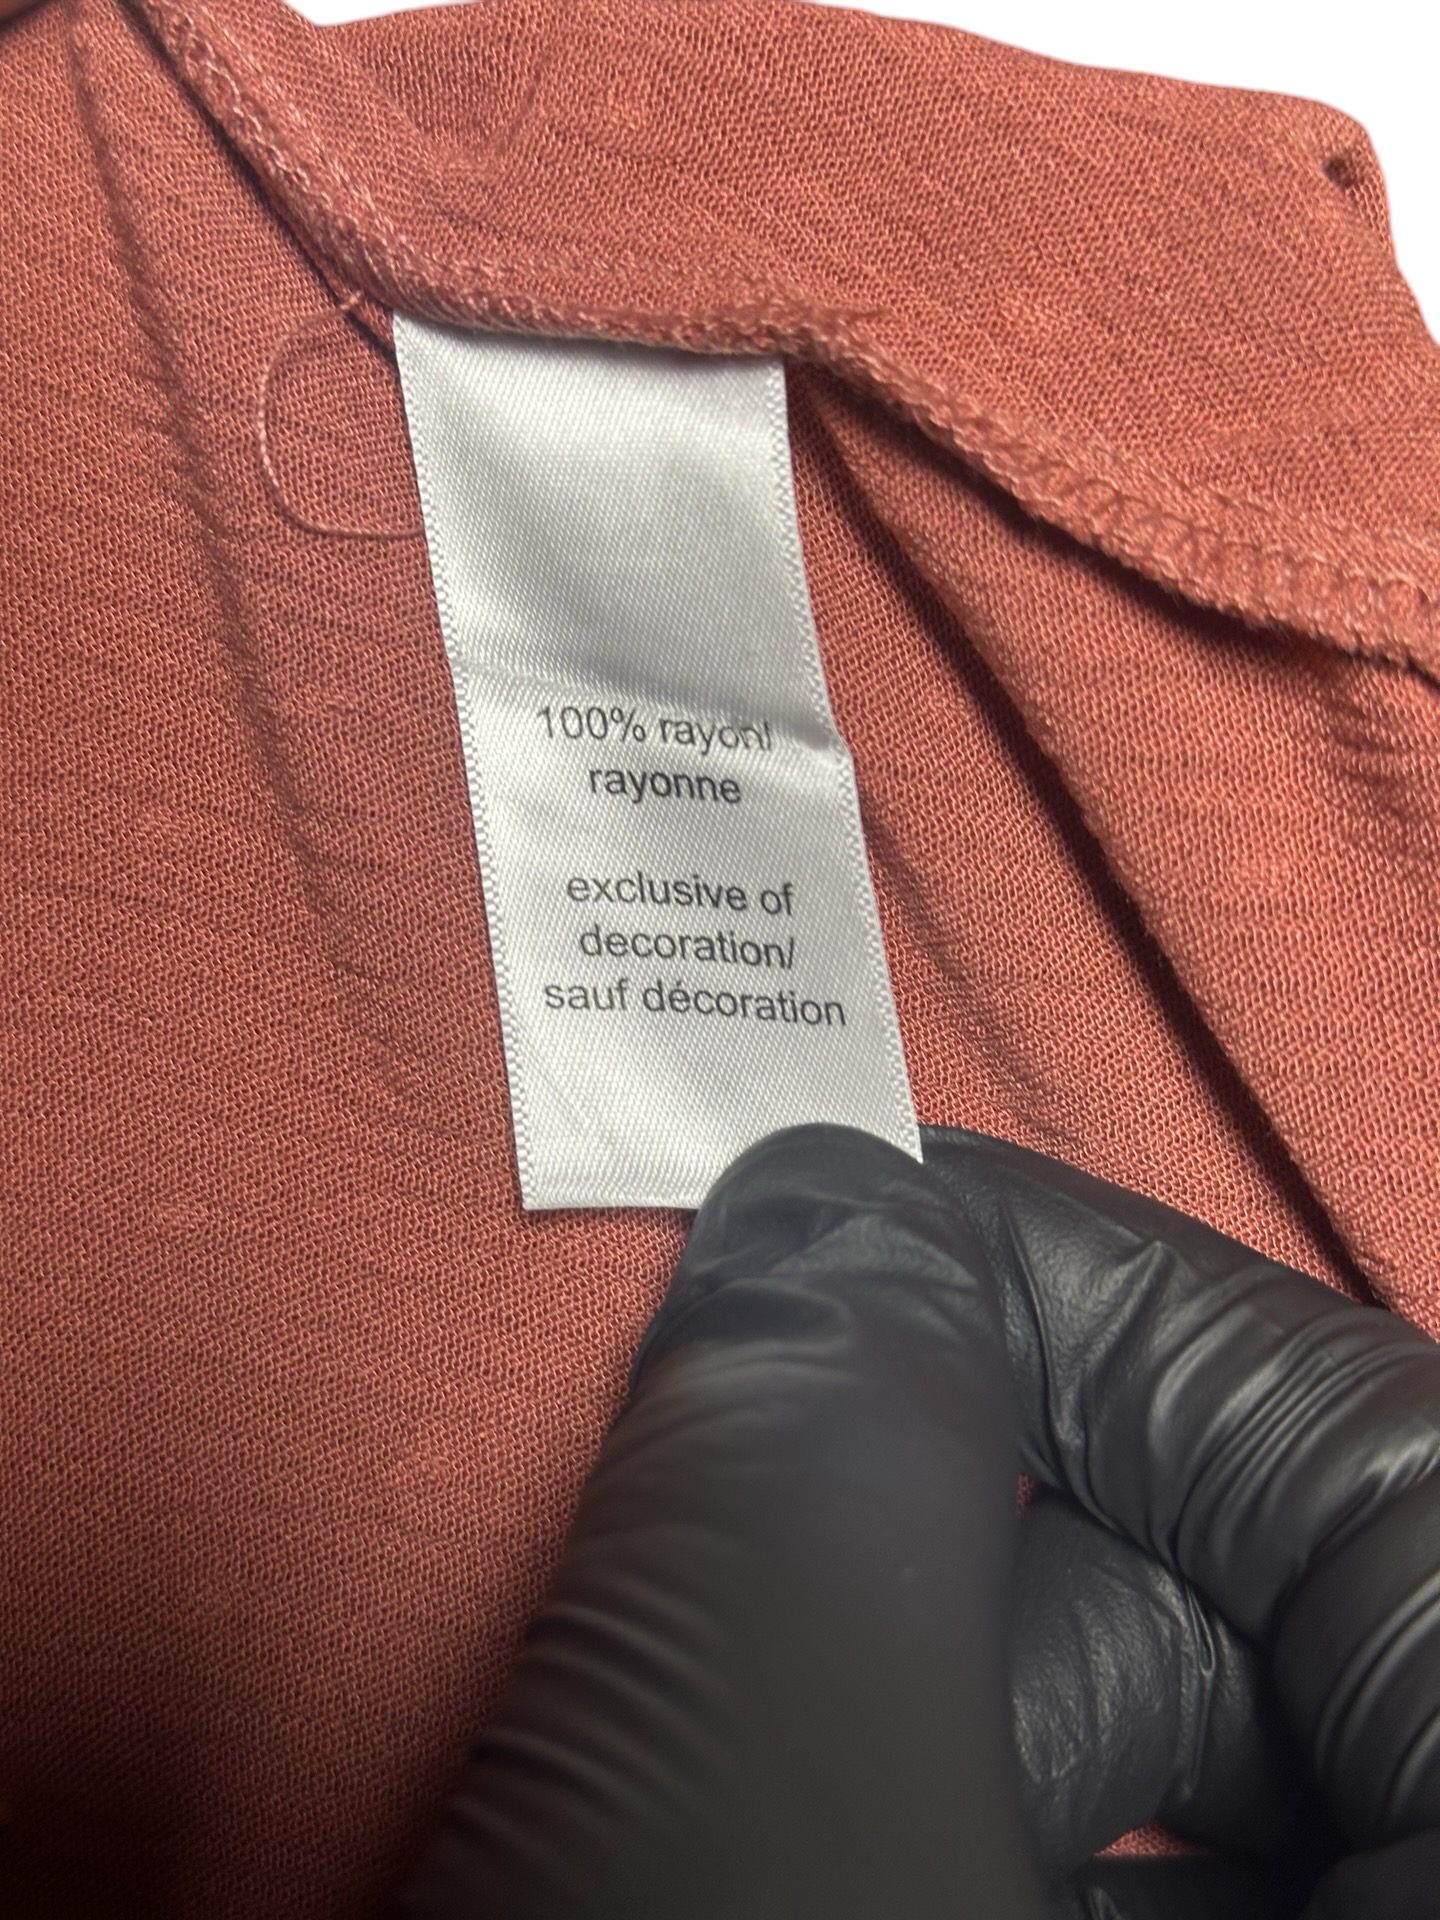 100% rayon/
rayonne
exclusive of
decoration/
sauf décoration